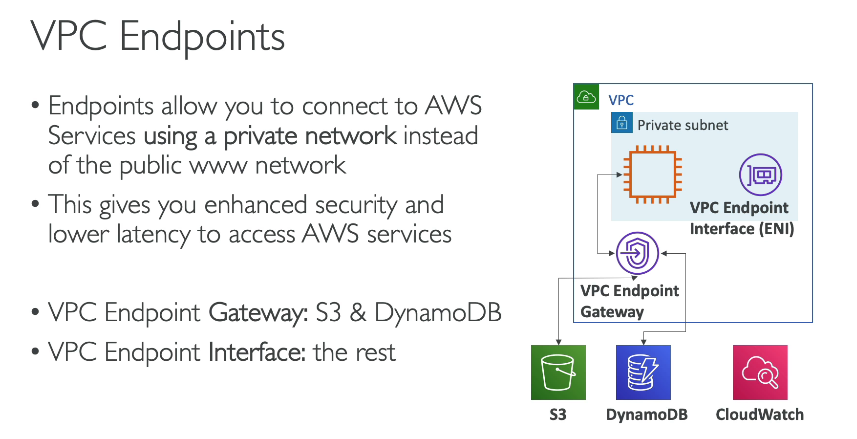 VPC Endpoints
• Endpoints allow you to connect to AWS
Services using a private network instead
of the public www network
• This gives you enhanced security and
lower latency to access AWS services
• VPC Endpoint Gateway: S3 & DynamoDB
• VPC Endpoint Interface: the rest
VPC
Private subnet
VPC Endpoint
Interface (ENI)
VPC Endpoint
Gateway
S3
DynamoDB
CloudWatch